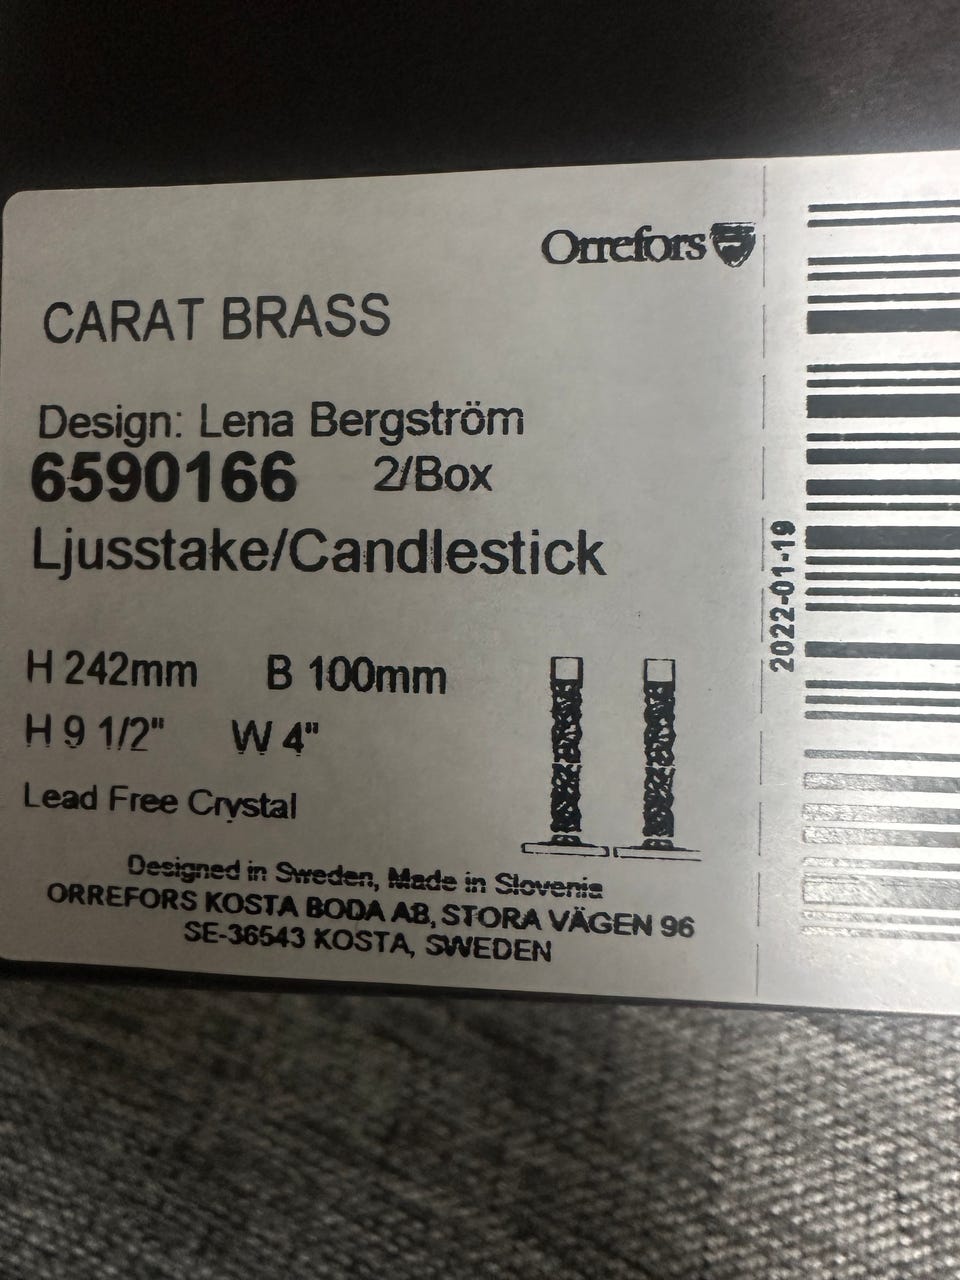 Orrefors
CARAT BRASS
Design: Lena Bergström
6590166 2/Box
Ljusstake/Candlestick
H 242mm B 100mm
H 9 1/2" W 4"
Lead Free Crystal
Designed in Sweden, Made in Slovenia
ORREFORS KOSTA BODA AB, STORA VÄGEN 96
SE-36543 KOSTA, SWEDEN
2022-01-19